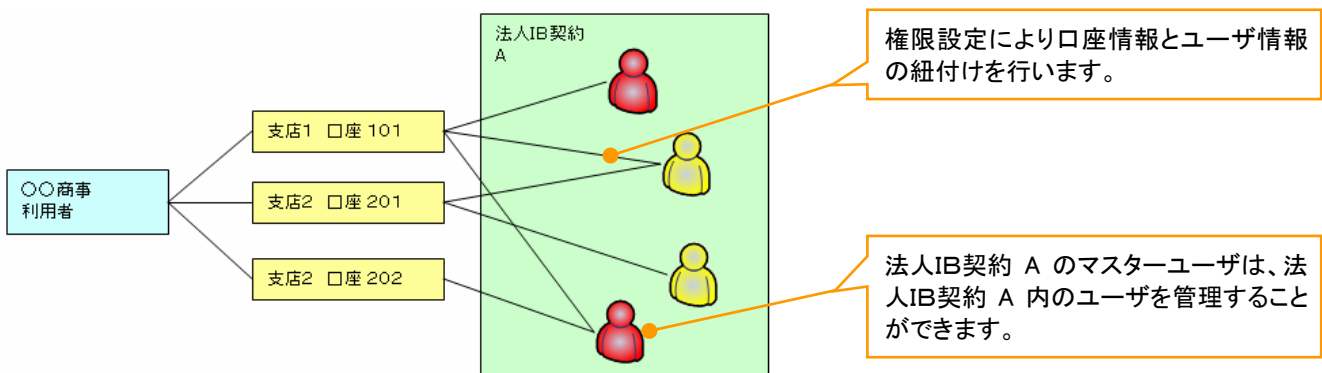 法人IB契約
A
権限設定により口座情報とユーザ情報
の紐付けを行います。
支店1 口座 101
〇〇商事
利用者
支店2 口座 201
支店2 口座 202
法人IB契約 A のマスターユーザは、法
人IB契約 A 内のユーザを管理すること
ができます。